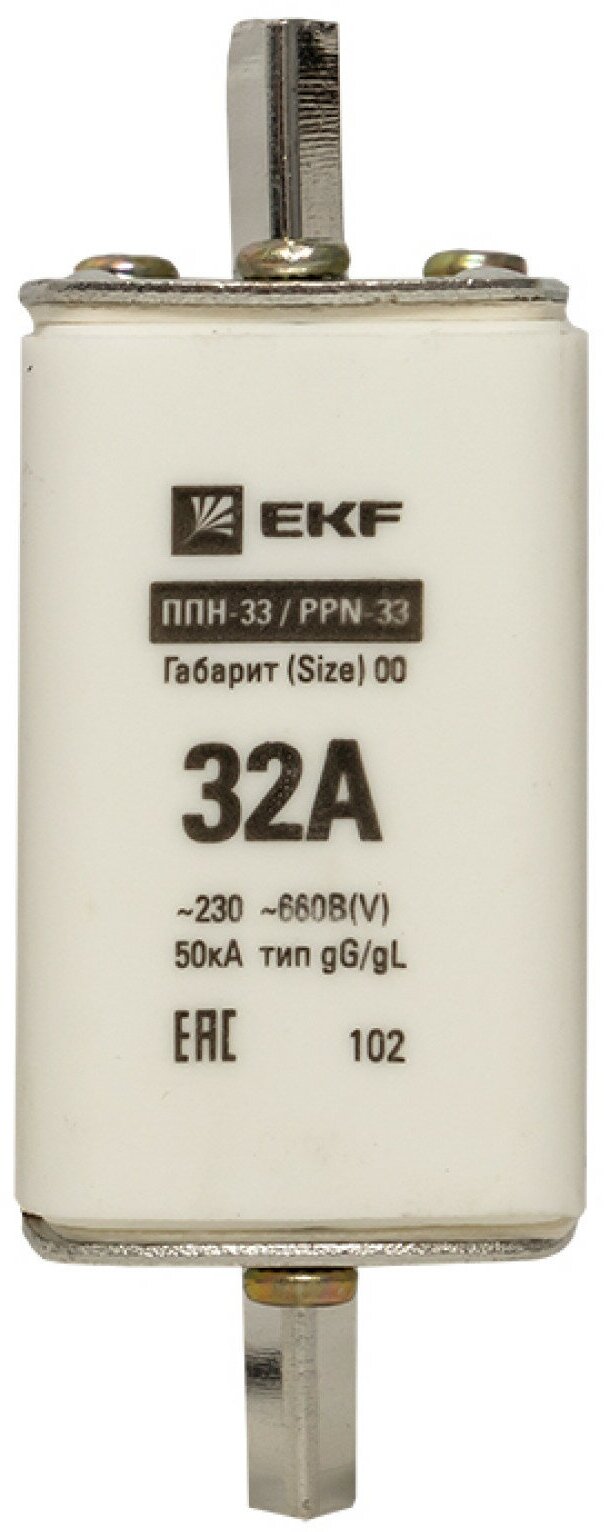 EKF
ППН-33 / PPN-33
Габарит (Size) 00
32A
~230 ~660В(V)
50кА тип gG/gL
EAC 102